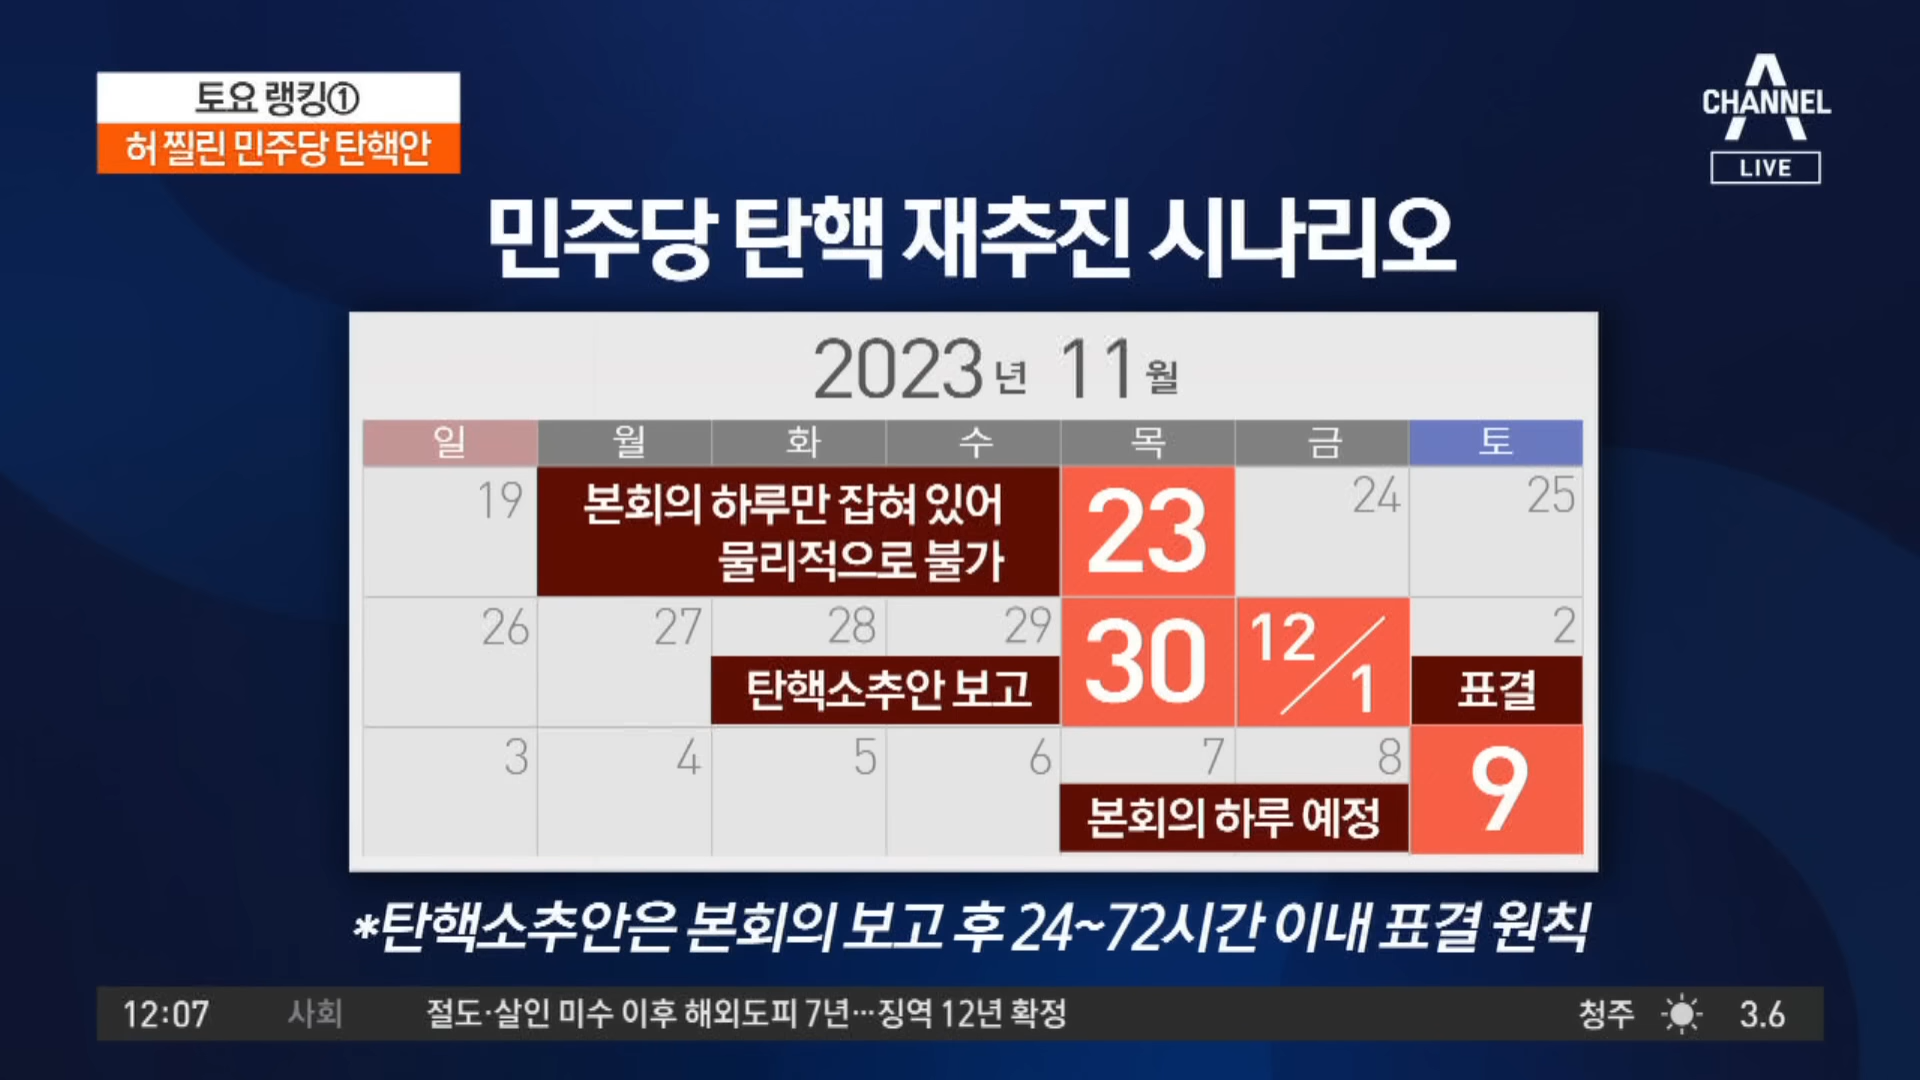 토요 랭킹①
허 찔린 민주당 탄핵안
CHANNEL A
LIVE
민주당 탄핵 재추진 시나리오
2023년 11월
일 월 화 수 목 금 토
19 본회의 하루만 잡혀 있어 23 24 25
물리적으로 불가
26 27 28 29 30 12/1 2
탄핵소추안 보고 표결
3 4 5 6 7 8 9
본회의 하루 예정
*탄핵소추안은 본회의 보고 후 24~72시간 이내 표결 원칙
12:07 사회 절도·살인 미수 이후 해외도피 7년…징역 12년 확정 청주 3.6